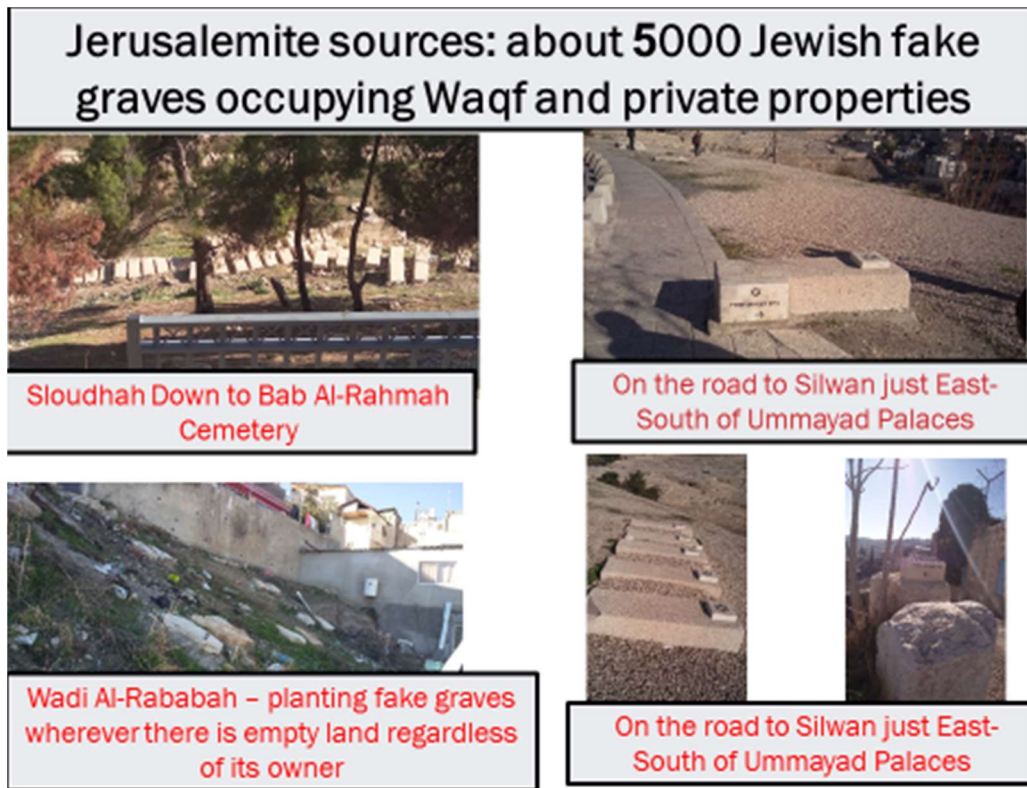 Jerusalemite sources: about 5000 Jewish fake
graves occupying Waqf and private properties
Sloudhah Down to Bab Al-Rahmah
Cemetery
On the road to Silwan just East-
South of Ummayad Palaces
Wadi Al-Rababah – planting fake graves
wherever there is empty land regardless
of its owner
On the road to Silwan just East-
South of Ummayad Palaces